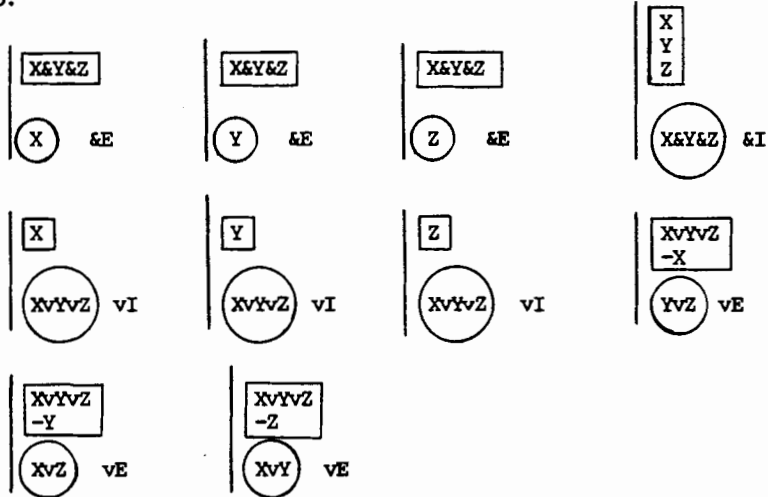 X&Y&Z
X &E
X&Y&Z
Y &E
X&Y&Z
Z &E
X
Y
Z
X&Y&Z &I
X
XvYvZ vI
Y
XvYvZ vI
Z
XvYvZ vI
XvYvZ
-X
YvZ vE
XvYvZ
-Y
XvZ vE
XvYvZ
-Z
XvY vE